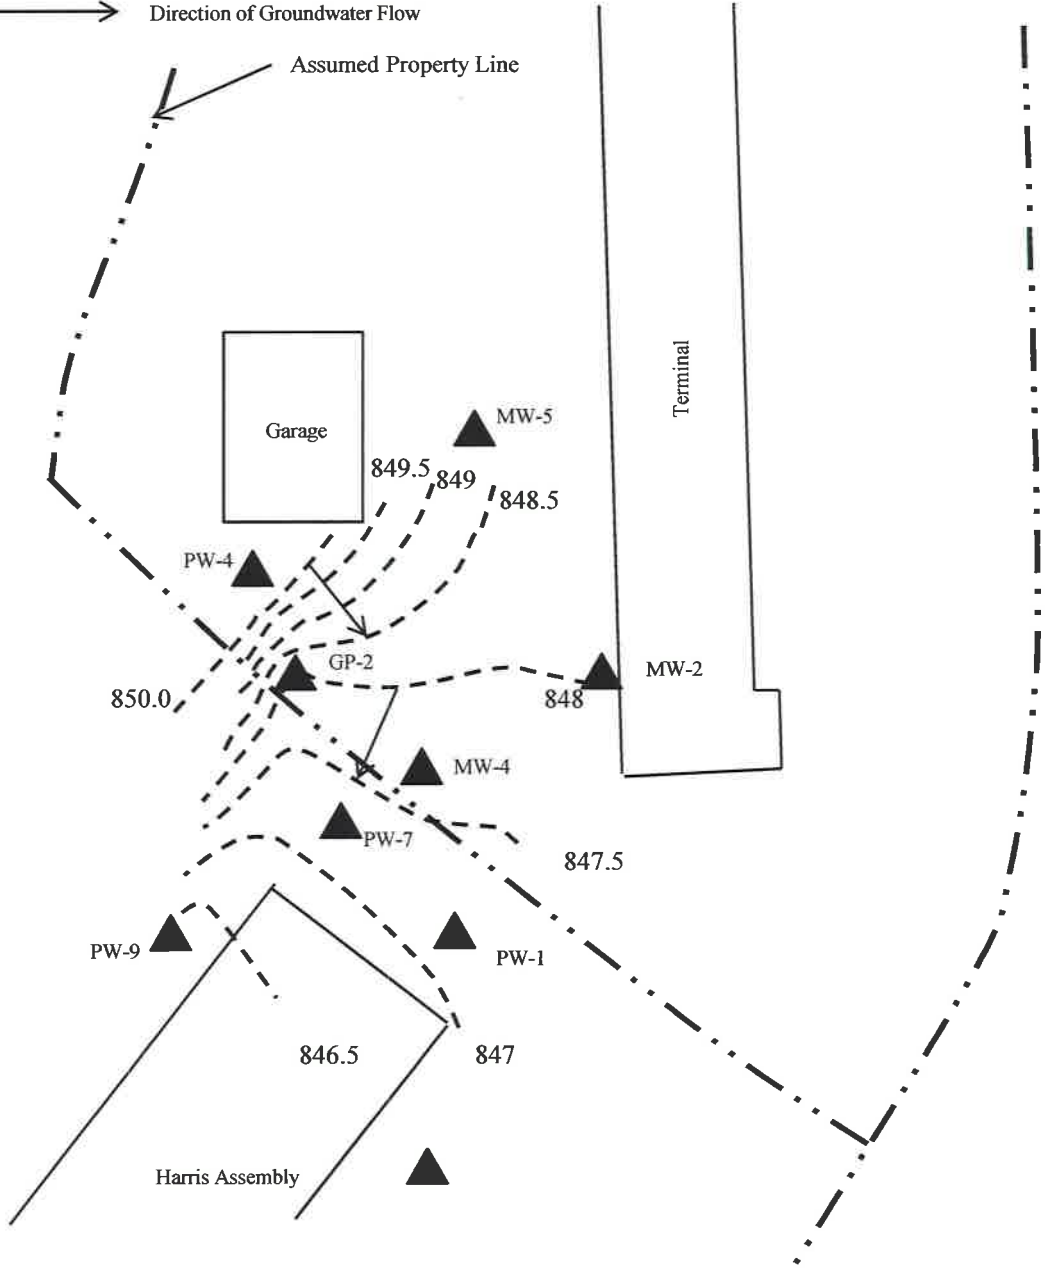 Direction of Groundwater Flow
Assumed Property Line
Terminal
MW-5
Garage
849.5
849
848.5
PW-4
GP-2
MW-2
850.0
848
MW-4
PW-7
847.5
PW-9
PW-1
846.5
847
Harris Assembly